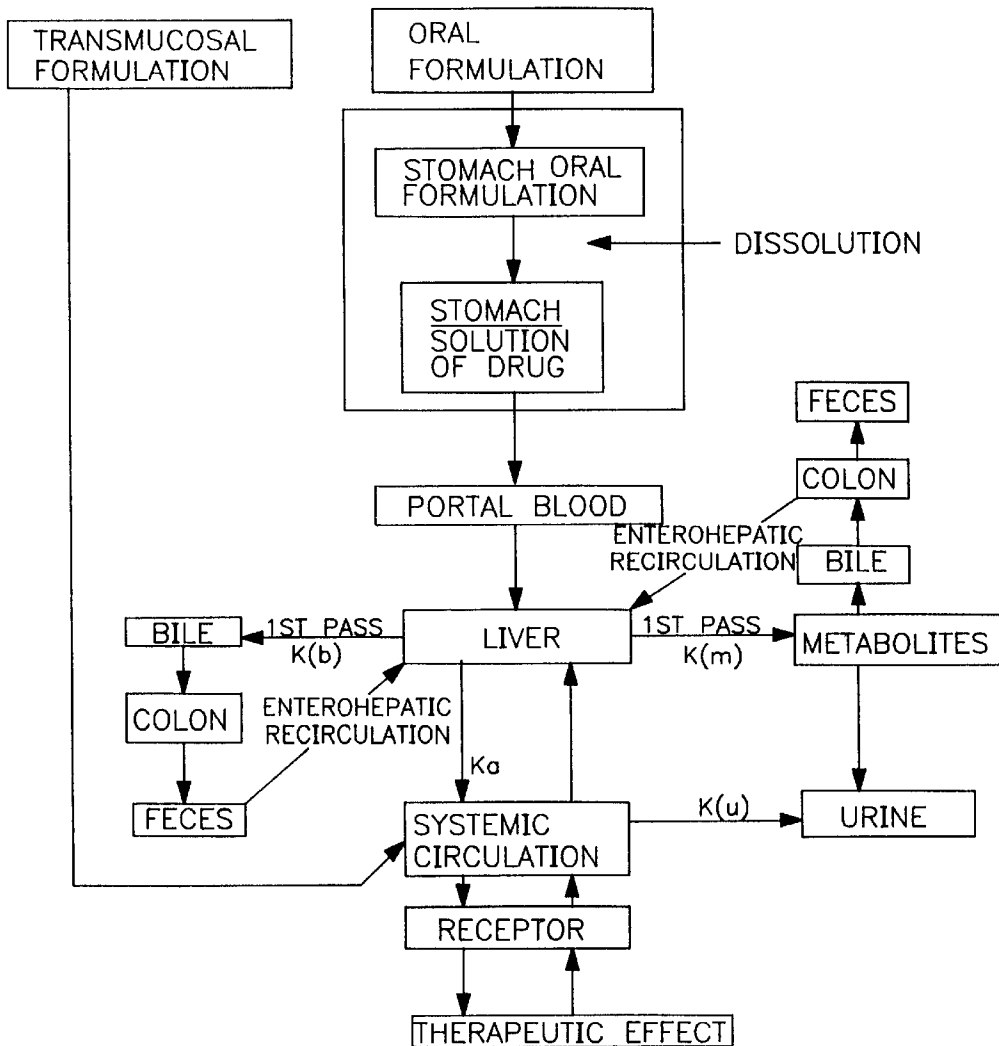 TRANSMUCOSAL
FORMULATION
ORAL
FORMULATION
STOMACH ORAL
FORMULATION
DISSOLUTION
STOMACH
SOLUTION
OF DRUG
FECES
COLON
PORTAL BLOOD
ENTEROHEPATIC
RECIRCULATION
BILE
BILE
1ST PASS
K(b)
LIVER
1ST PASS
K(m)
METABOLITES
COLON
ENTEROHEPATIC
RECIRCULATION
Ka
FECES
SYSTEMIC
CIRCULATION
K(u)
URINE
RECEPTOR
THERAPEUTIC EFFECT